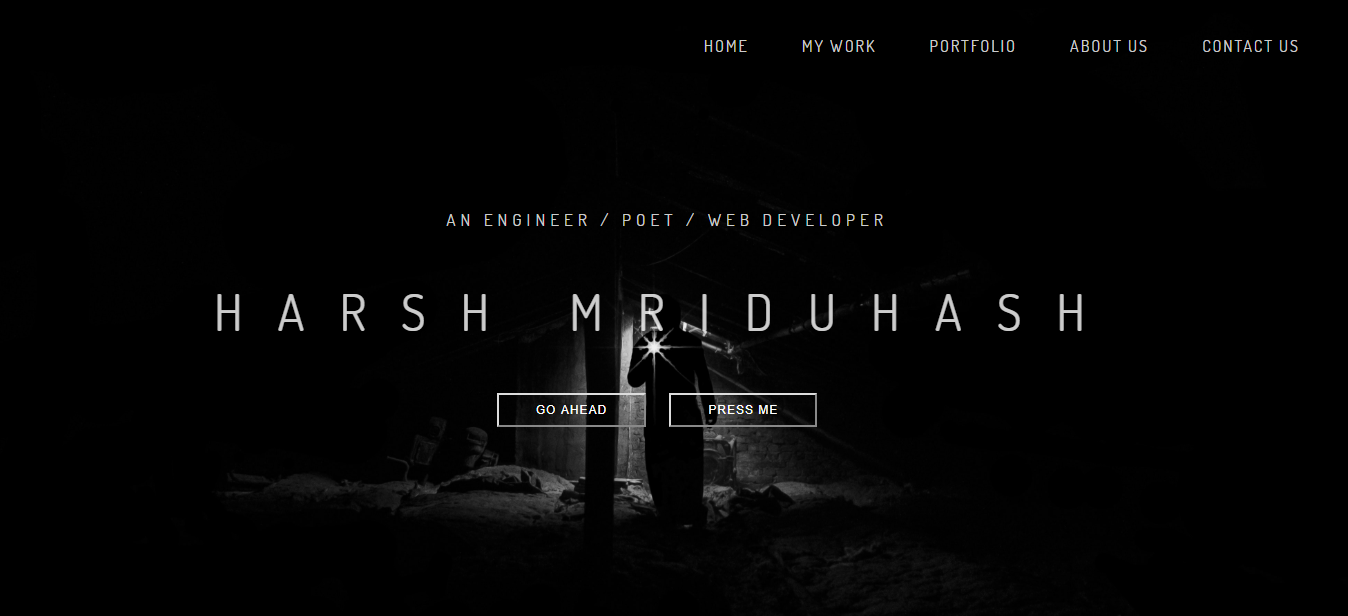 HOME MY WORK PORTFOLIO ABOUT US CONTACT US
AN ENGINEER / POET / WEB DEVELOPER
HARSH MRIDUHASH
GO AHEAD PRESS ME